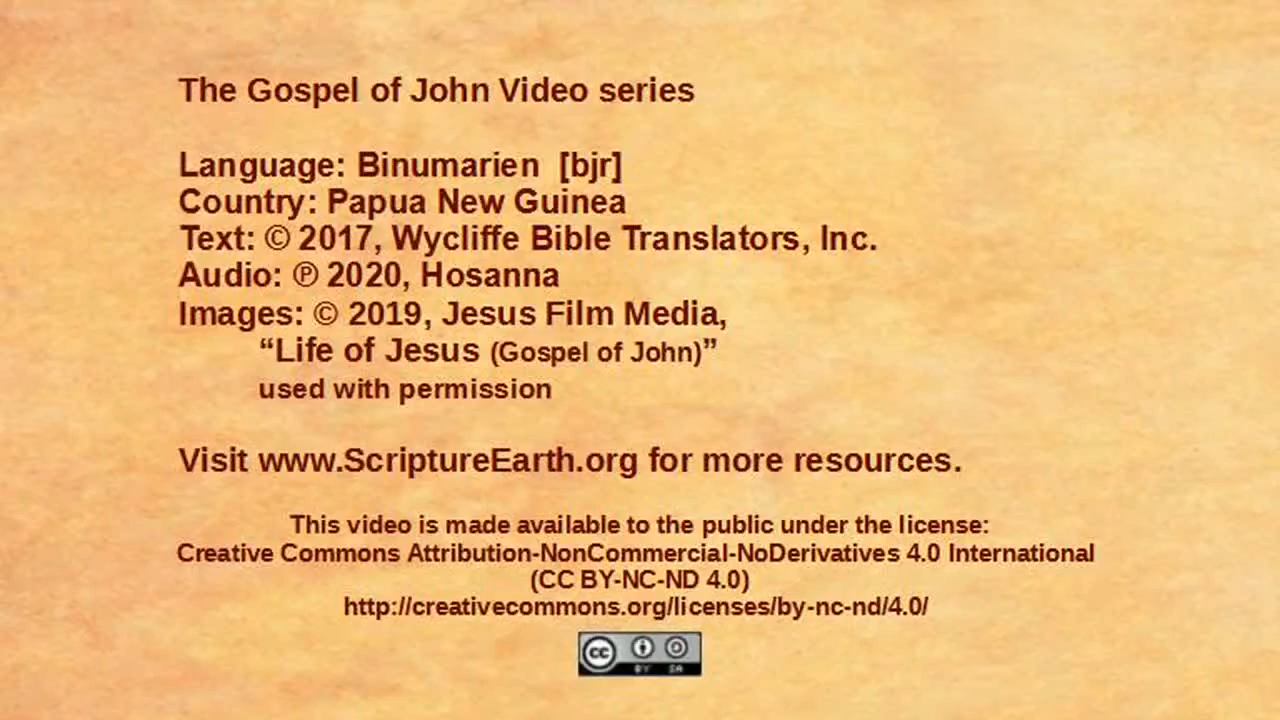 The Gospel of John Video series
Language: Binumarien [bjr]
Country: Papua New Guinea
Text: © 2017, Wycliffe Bible Translators, Inc.
Audio: ℗ 2020, Hosanna
Images: © 2019, Jesus Film Media,
“Life of Jesus (Gospel of John)”
used with permission
Visit www.ScriptureEarth.org for more resources.
This video is made available to the public under the license:
Creative Commons Attribution-NonCommercial-NoDerivatives 4.0 International
(CC BY-NC-ND 4.0)
http://creativecommons.org/licenses/by-nc-nd/4.0/
cc
BY SA